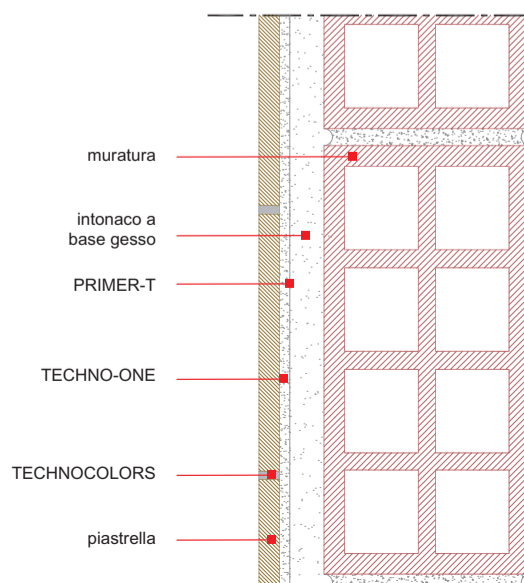 muratura
intonaco a
base gesso
PRIMER-T
TECHNO-ONE
TECHNOCOLORS
piastrella